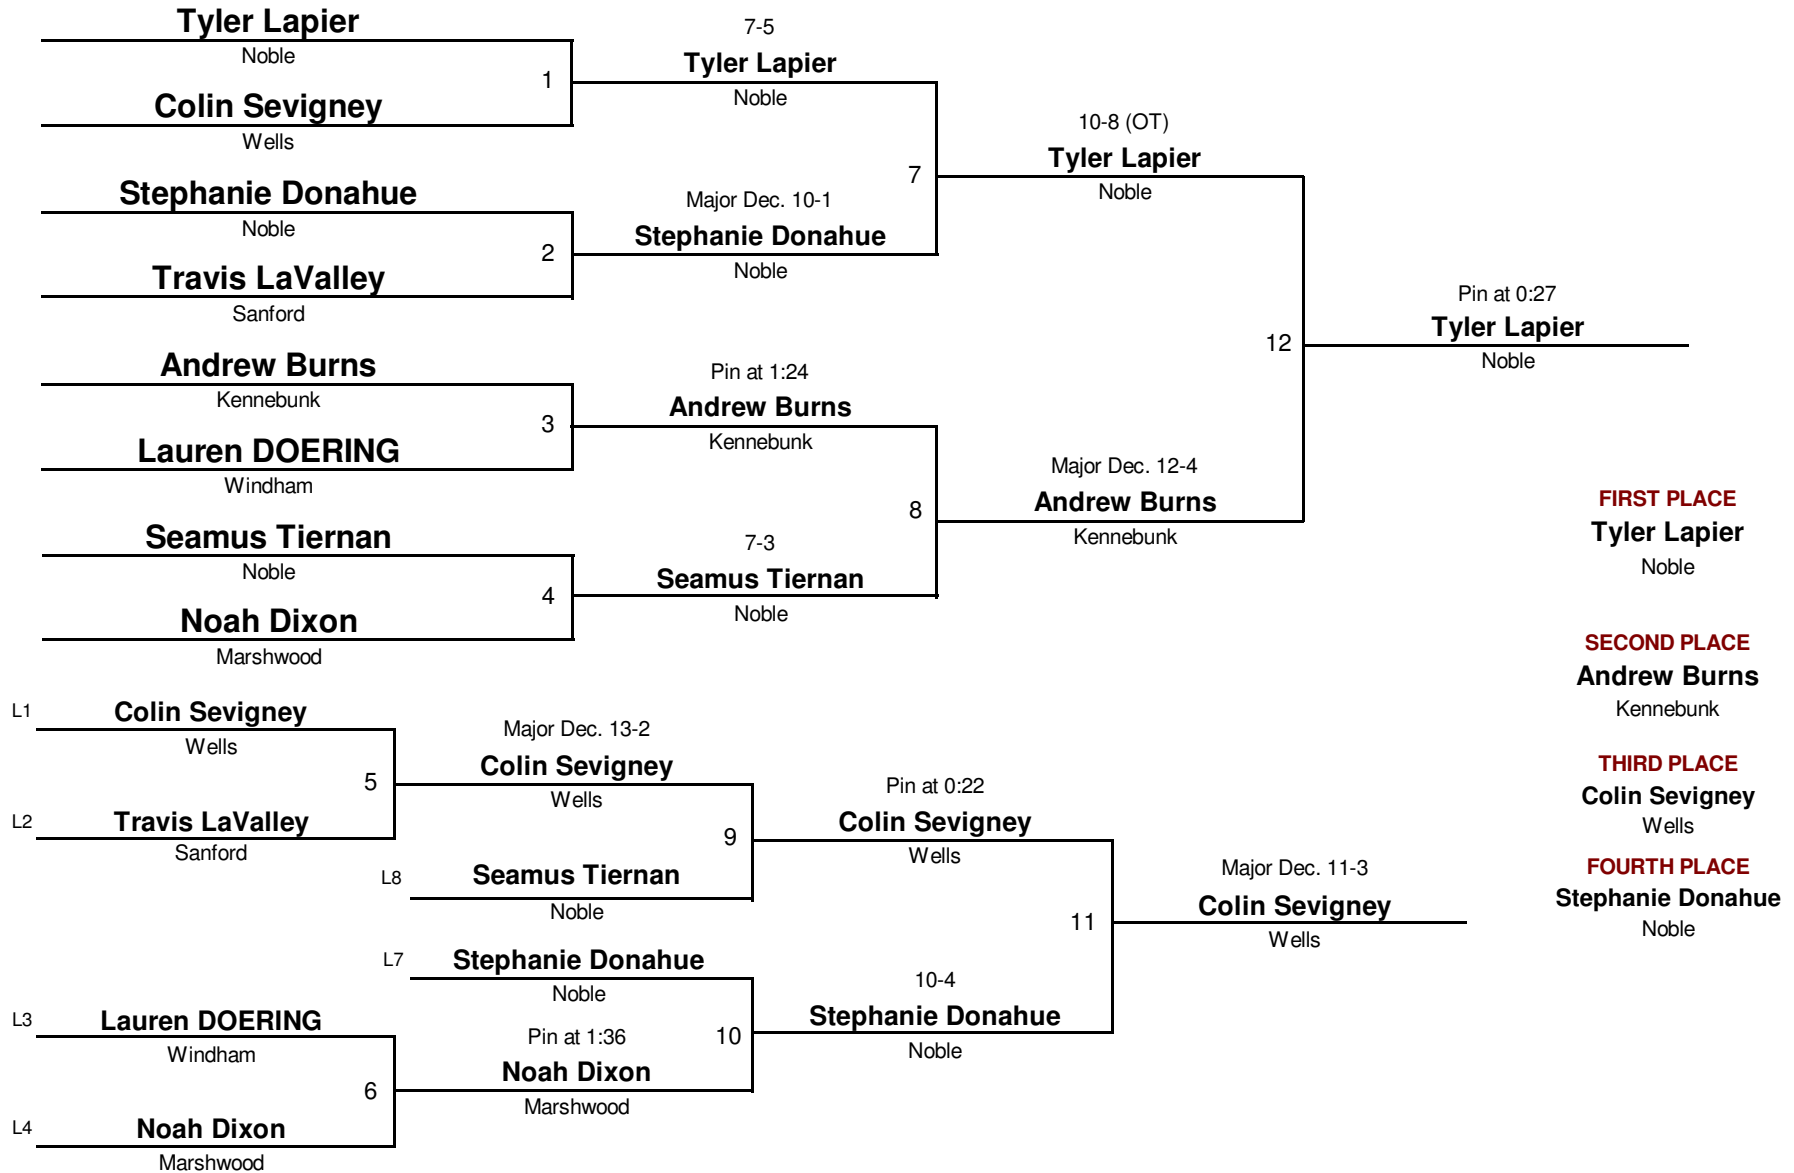 Tyler Lapier
Noble
1
Colin Sevigney
Wells
Stephanie Donahue
Noble
2
Travis LaValley
Sanford
Andrew Burns
Kennebunk
3
Lauren DOERING
Windham
Seamus Tiernan
Noble
4
Noah Dixon
Marshwood
7-5
Tyler Lapier
Noble
7
Major Dec. 10-1
Stephanie Donahue
Noble
Pin at 1:24
Andrew Burns
Kennebunk
8
7-3
Seamus Tiernan
Noble
10-8 (OT)
Tyler Lapier
Noble
12
Major Dec. 12-4
Andrew Burns
Kennebunk
Pin at 0:27
Tyler Lapier
Noble
FIRST PLACE
Tyler Lapier
Noble
SECOND PLACE
Andrew Burns
Kennebunk
THIRD PLACE
Colin Sevigney
Wells
FOURTH PLACE
Stephanie Donahue
Noble
L1
Colin Sevigney
Wells
5
L2
Travis LaValley
Sanford
Major Dec. 13-2
Colin Sevigney
Wells
9
L8
Seamus Tiernan
Noble
L7
Stephanie Donahue
Noble
10
L3
Lauren DOERING
Windham
6
L4
Noah Dixon
Marshwood
Pin at 1:36
Noah Dixon
Marshwood
Pin at 0:22
Colin Sevigney
Wells
11
10-4
Stephanie Donahue
Noble
Major Dec. 11-3
Colin Sevigney
Wells